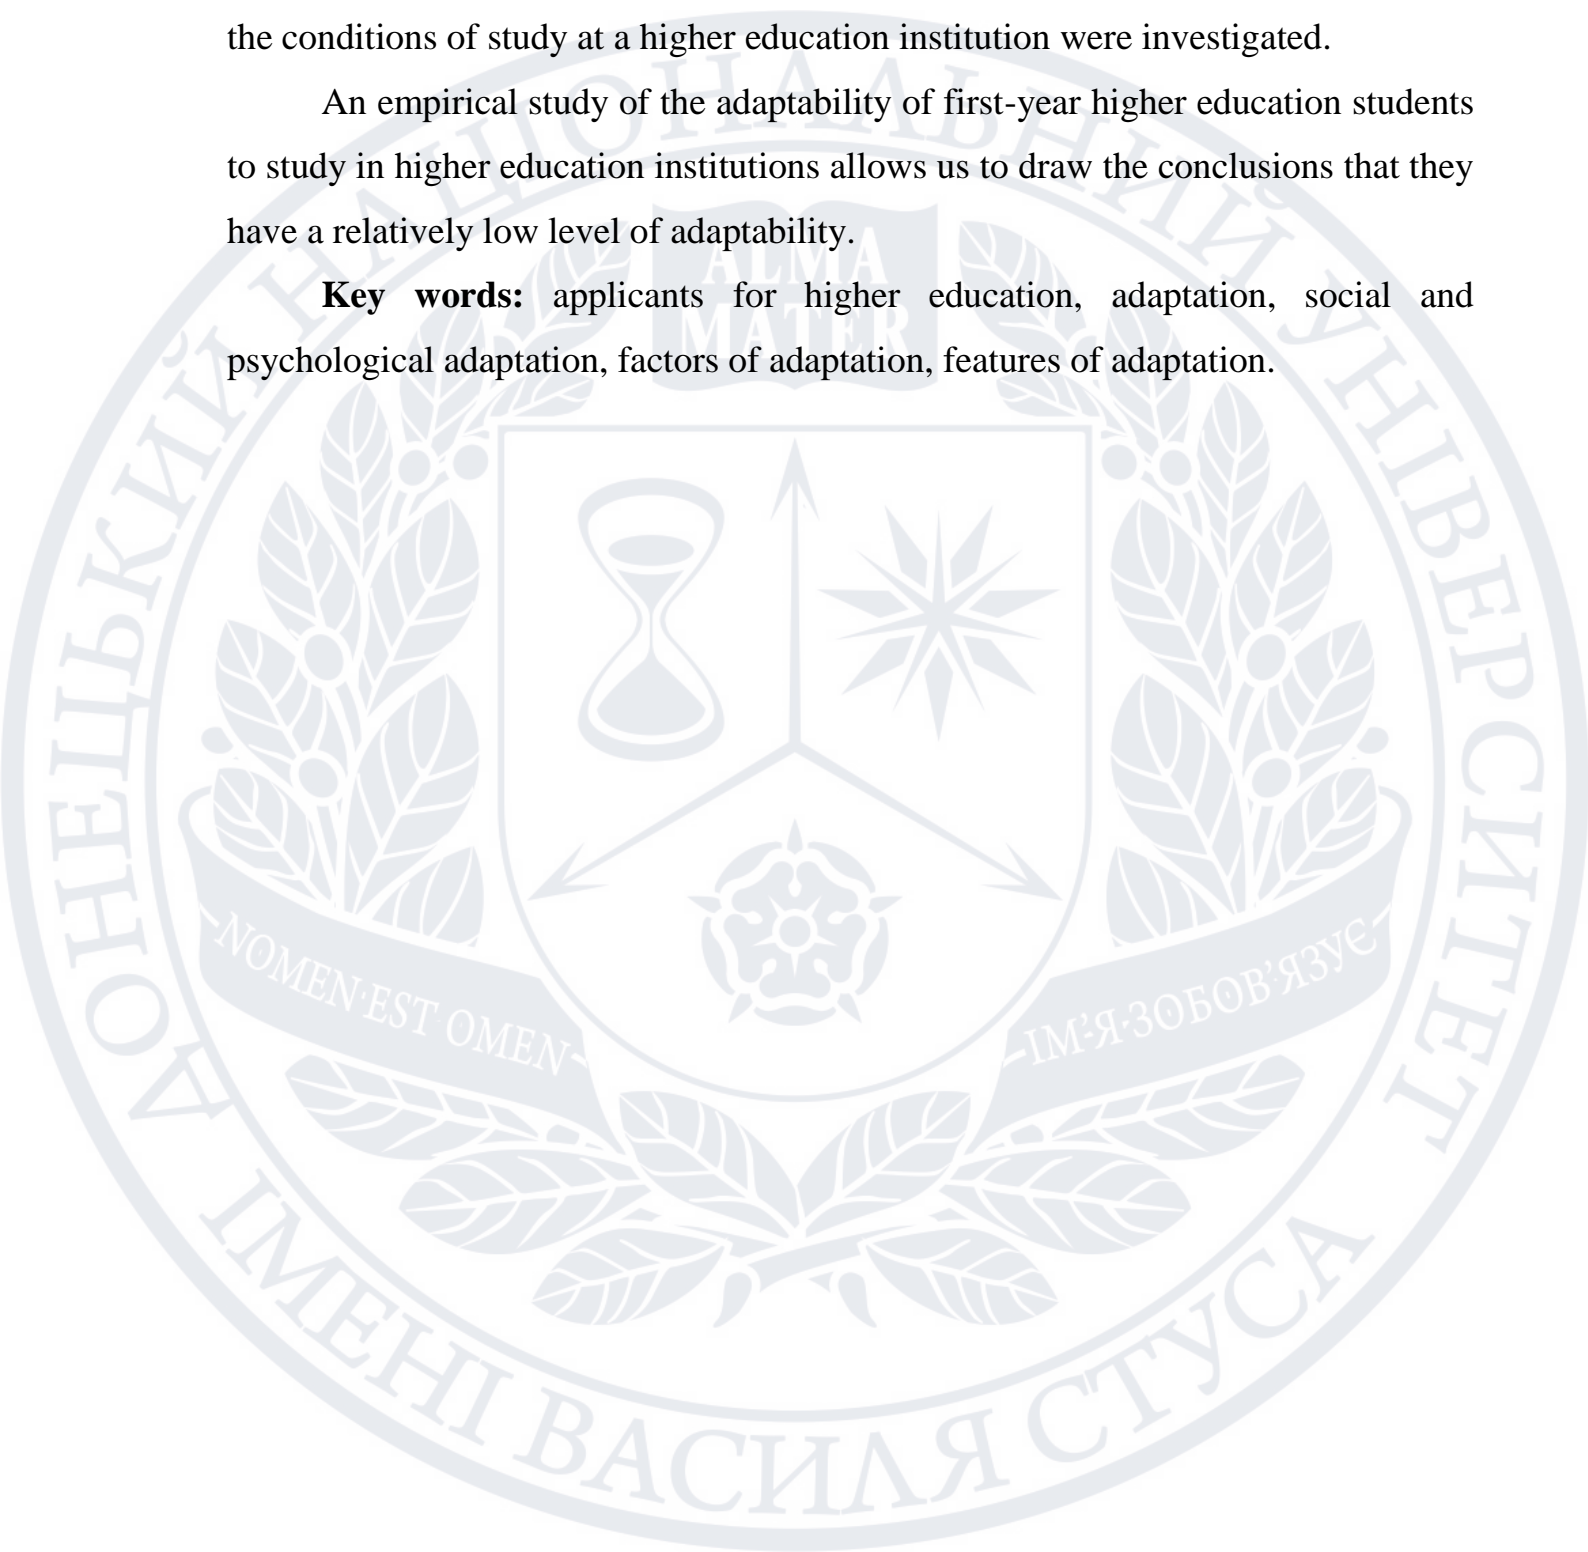 the conditions of study at a higher education institution were investigated.
An empirical study of the adaptability of first-year higher education students
to study in higher education institutions allows us to draw the conclusions that they
have a relatively low level of adaptability.
Key words: applicants for higher education, adaptation, social and
psychological adaptation, factors of adaptation, features of adaptation.
ДОНЕЦЬКИЙ НАЦІОНАЛЬНИЙ УНІВЕРСИТЕТ
ІМЕНІ ВАСИЛЯ СТУСА
ALMA
MATER
NOMEN·EST·OMEN
ІМ'Я·ЗОБОВ'ЯЗУЄ